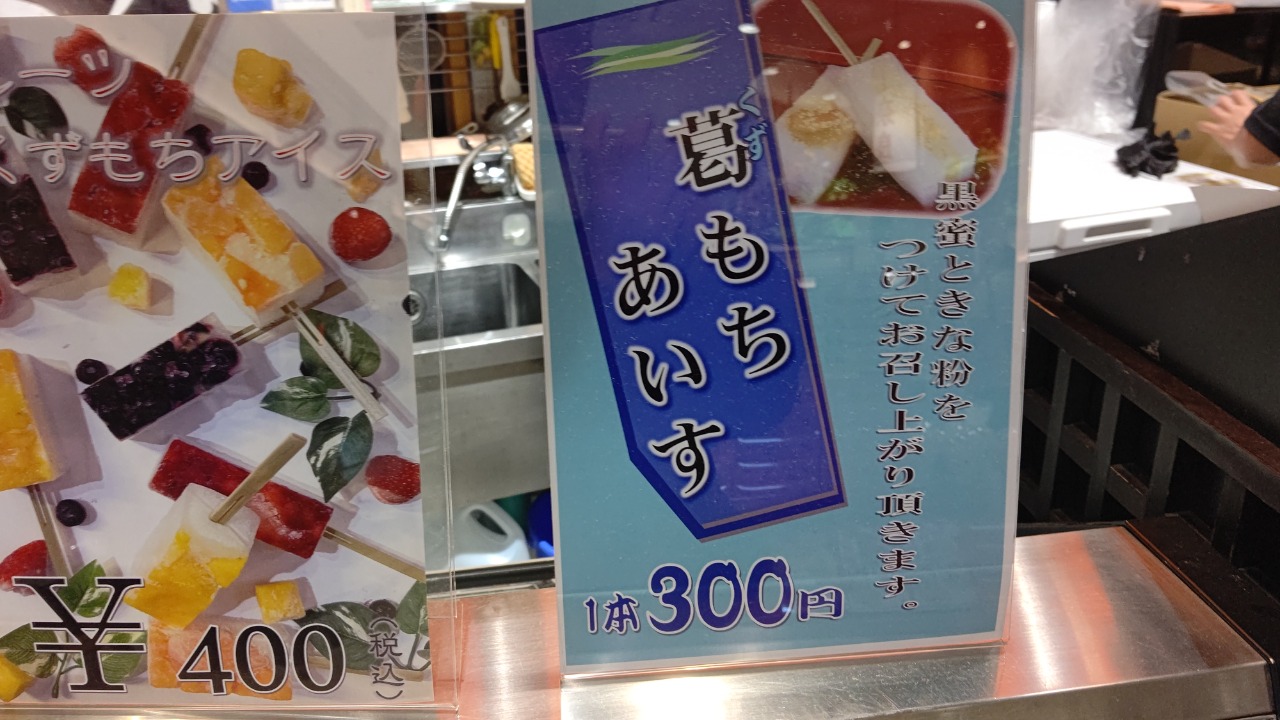 くずもちアイス
¥400
(税込)
葛もち
くず
あいす
黒蜜ときな粉を
つけてお召し上がり頂きます。
1本300円